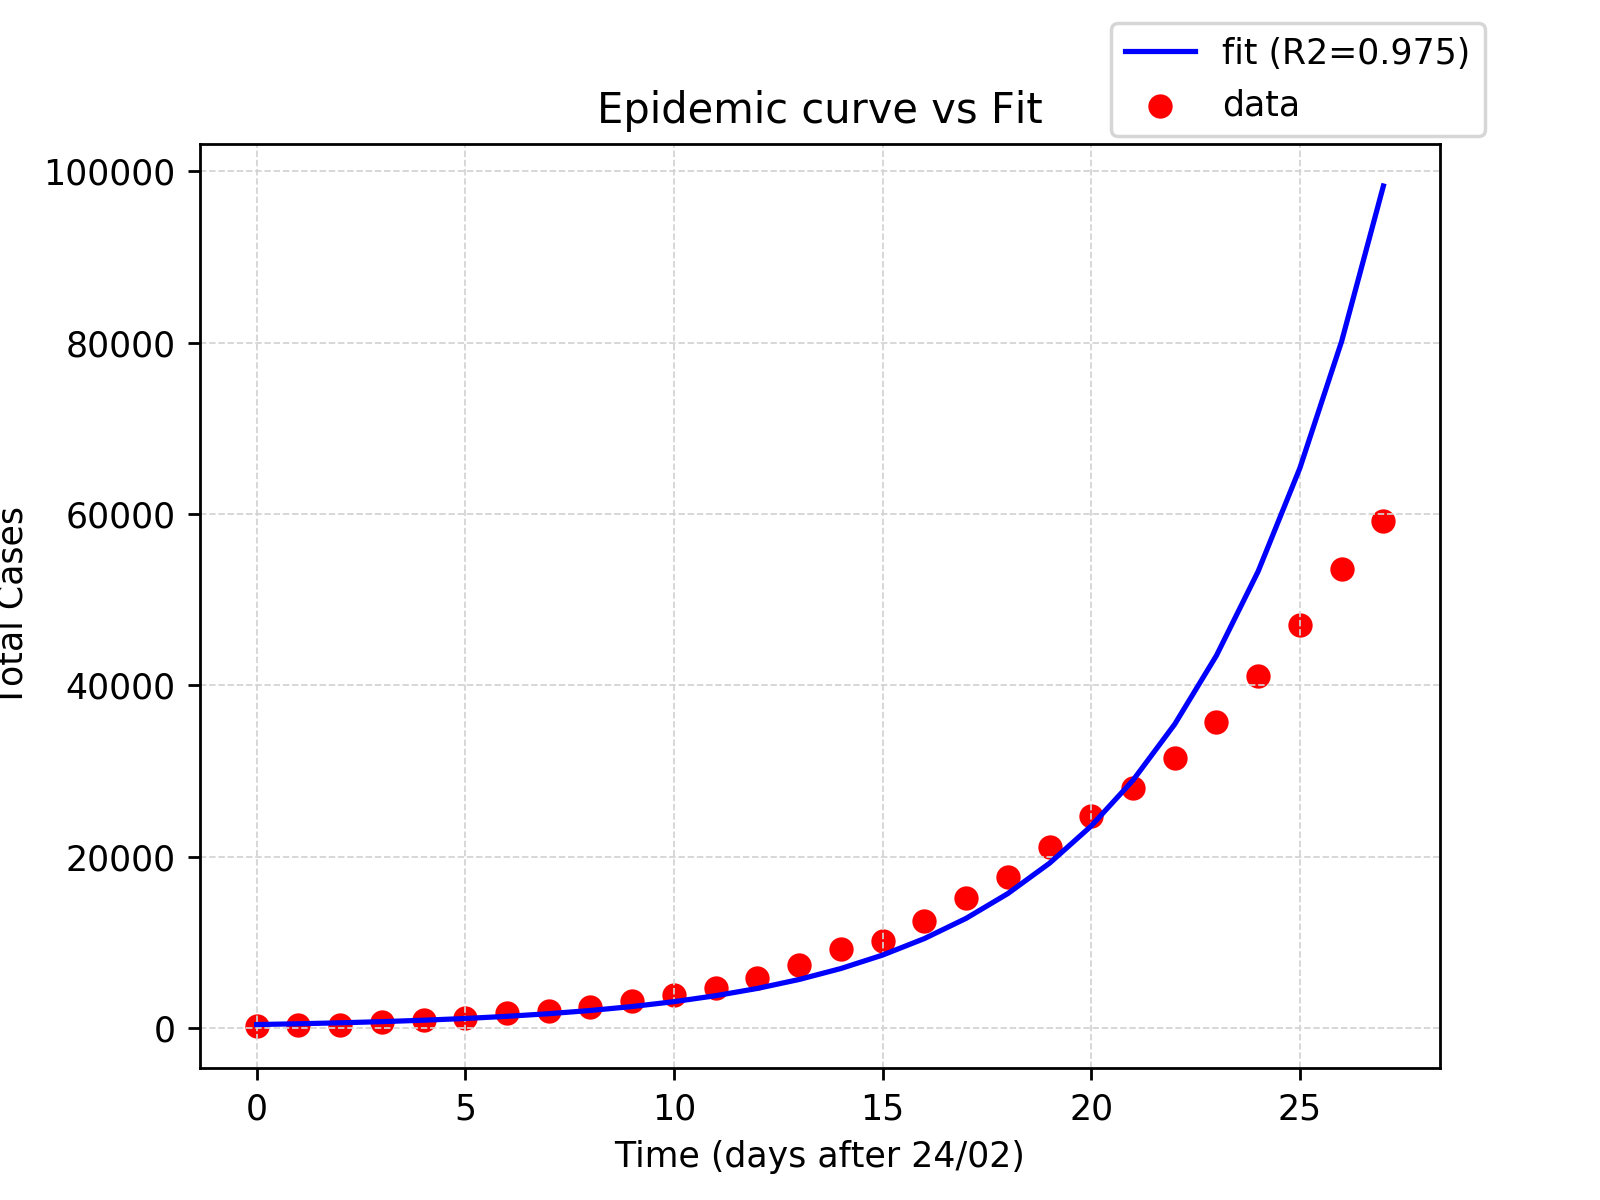 fit (R2=0.975)
data
Epidemic curve vs Fit
100000
80000
60000
40000
20000
0
Total Cases
0 5 10 15 20 25
Time (days after 24/02)